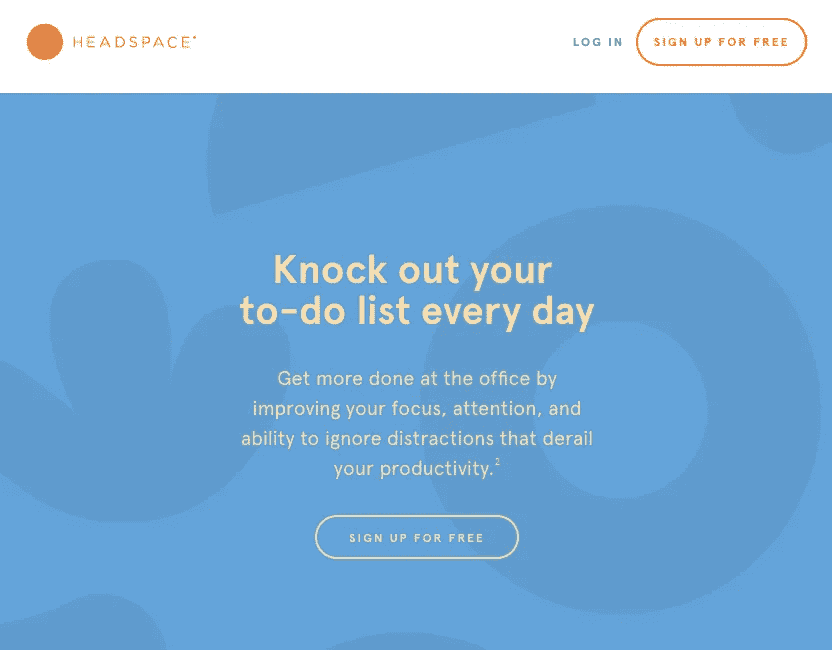 HEADSPACE®
LOG IN
SIGN UP FOR FREE
Knock out your
to-do list every day
Get more done at the office by
improving your focus, attention, and
ability to ignore distractions that derail
your productivity.²
SIGN UP FOR FREE